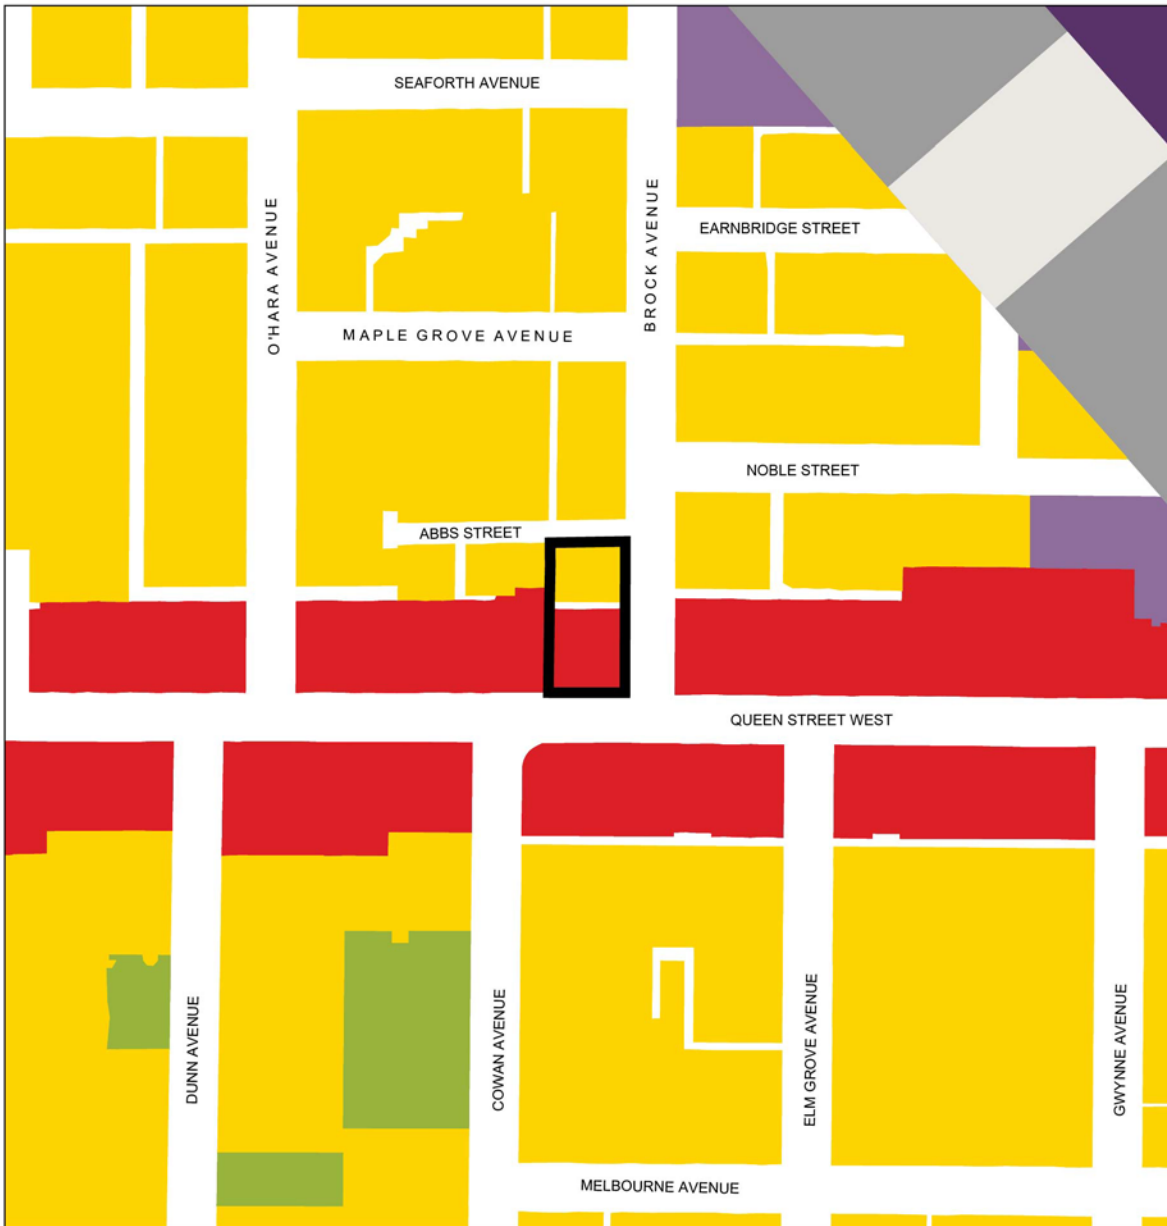 SEAFORTH AVENUE
O'HARA AVENUE
BROCK AVENUE
EARNBRIDGE STREET
MAPLE GROVE AVENUE
NOBLE STREET
ABBS STREET
QUEEN STREET WEST
DUNN AVENUE
COWAN AVENUE
ELM GROVE AVENUE
GWYNNE AVENUE
MELBOURNE AVENUE